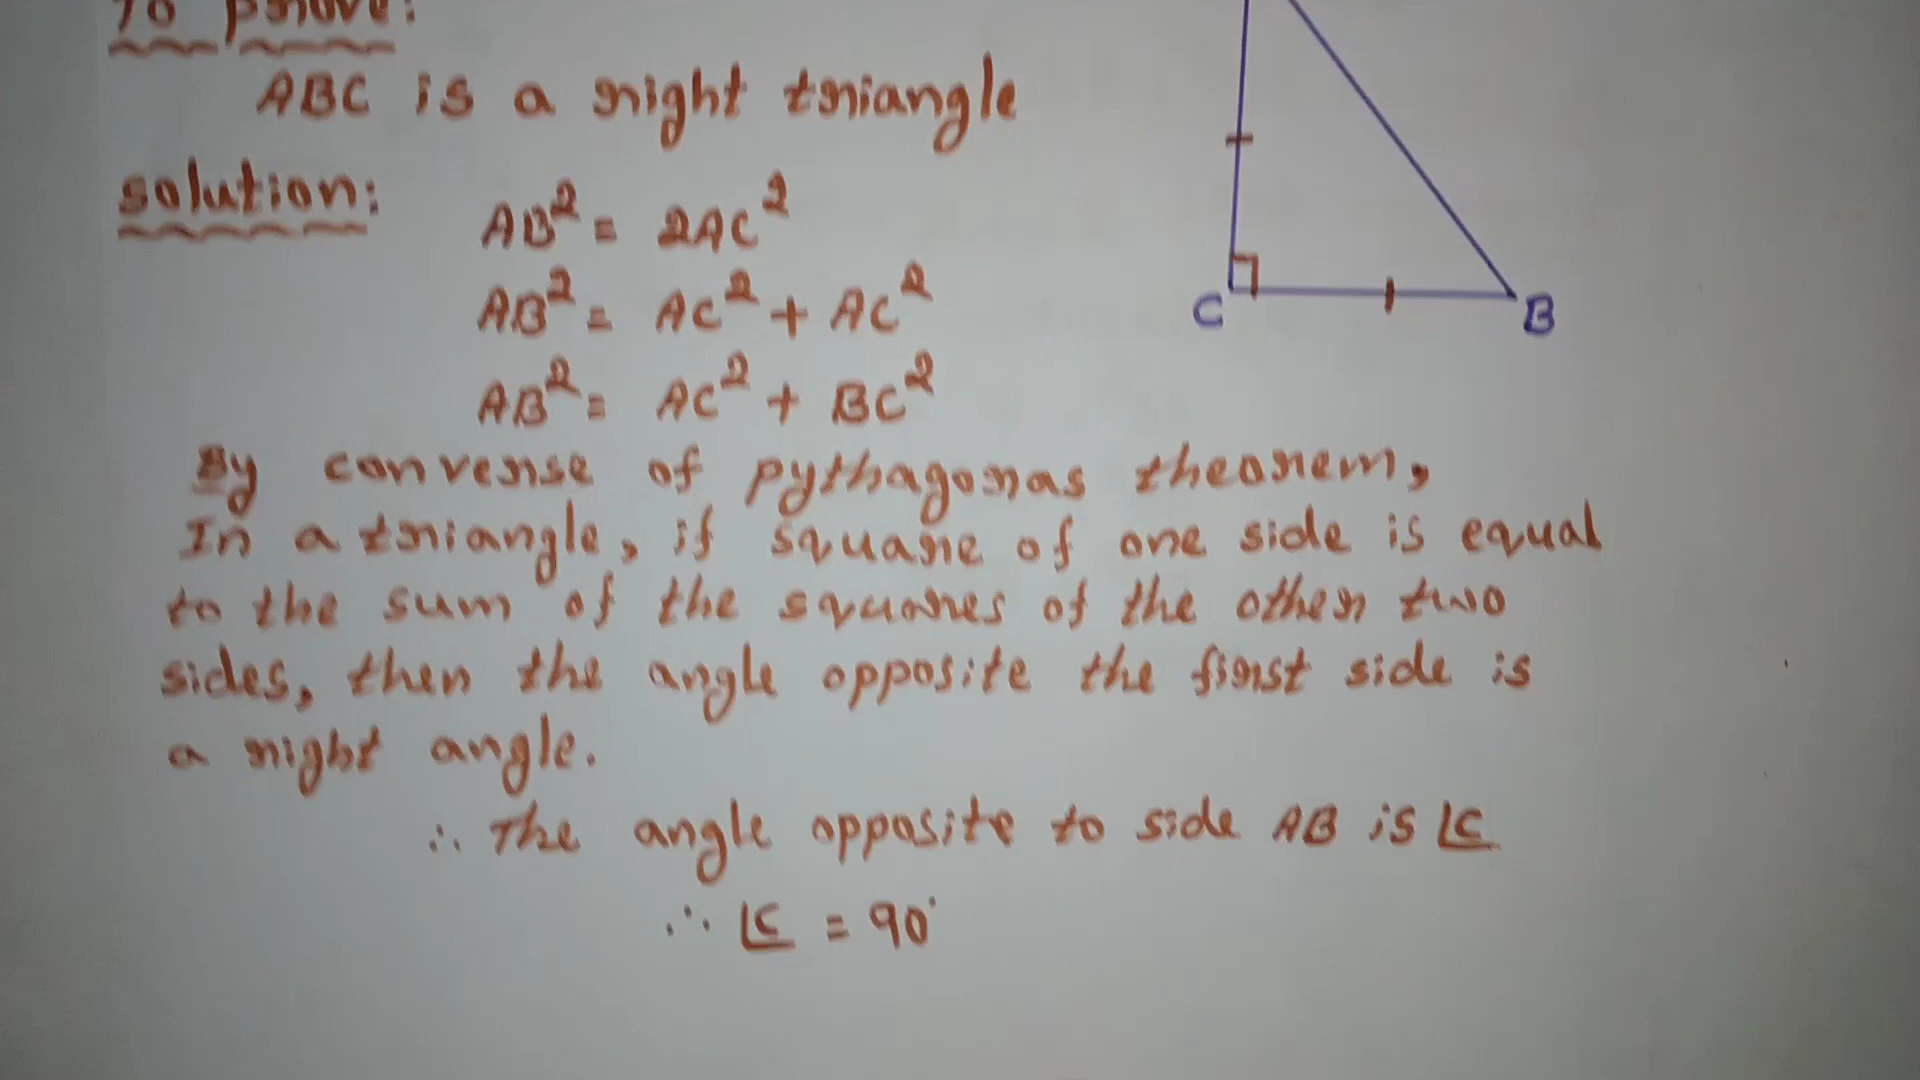 To prove:
ABC is a right triangle
solution:
AB² = 2AC²
AB² = AC² + AC²
AB² = AC² + BC²
C
B
By converse of pythagoras theorem,
In a triangle, if square of one side is equal
to the sum of the squares of the other two
sides, then the angle opposite the first side is
a right angle.
∴ The angle opposite to side AB is ∠C
∴ ∠C = 90°